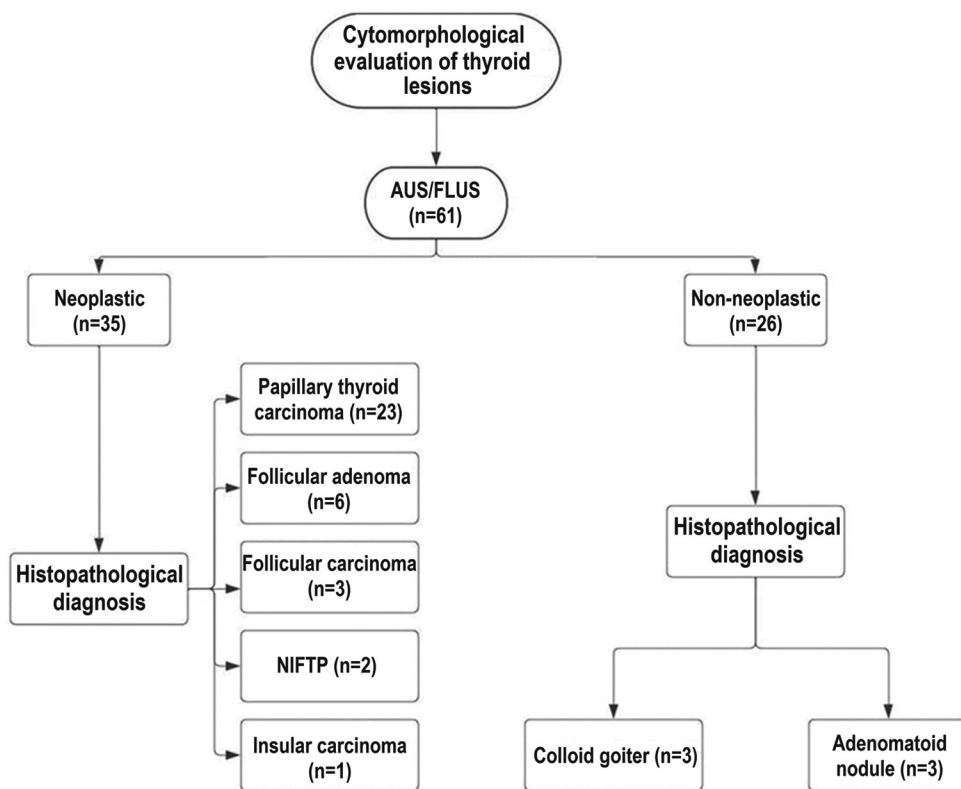 Cytomorphological
evaluation of thyroid
lesions
AUS/FLUS
(n=61)
Neoplastic
(n=35)
Non-neoplastic
(n=26)
Papillary thyroid
carcinoma (n=23)
Follicular adenoma
(n=6)
Follicular carcinoma
(n=3)
NIFTP (n=2)
Insular carcinoma
(n=1)
Histopathological
diagnosis
Histopathological
diagnosis
Colloid goiter (n=3)
Adenomatoid
nodule (n=3)